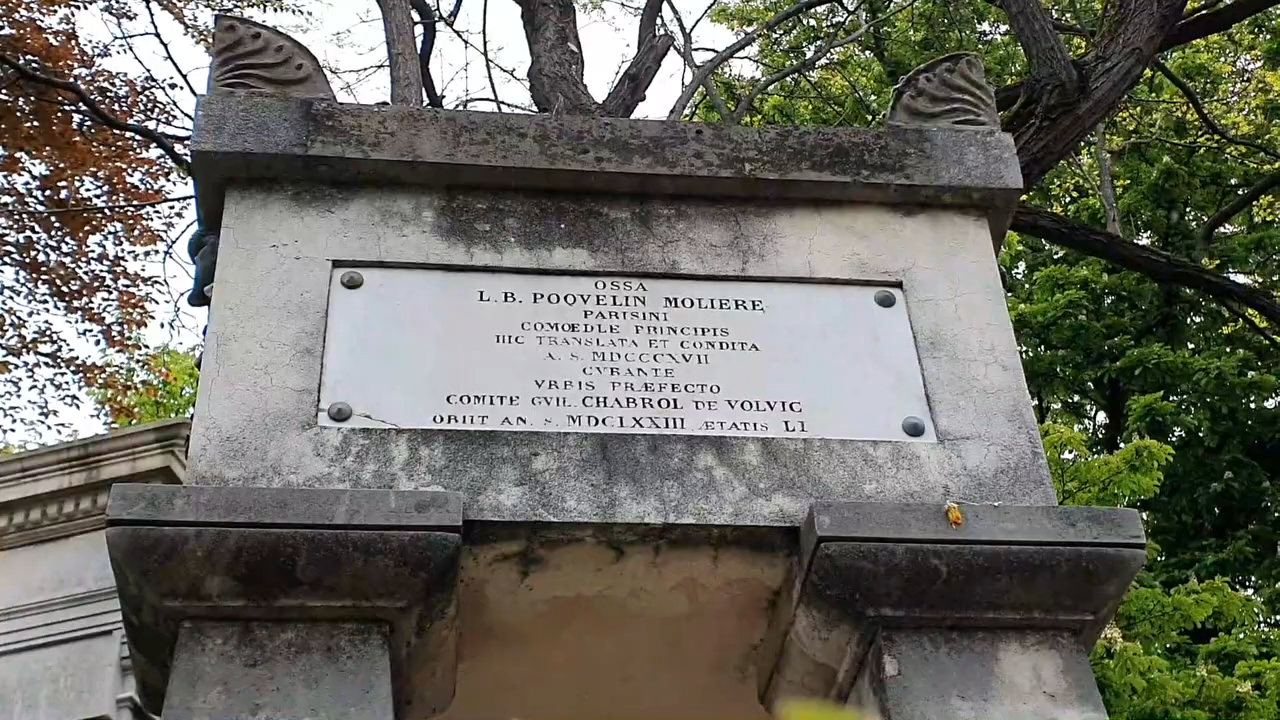 OSSA
L.B. POQVELIN MOLIERE,
PARISINI
COMŒDLE PRINCIPIS
HIC TRANSLATA ET CONDITA
A. S. MDCCCXVII
CVRANTE
VRBIS PRÆFECTO
COMITE GVIL. CHABROL DE VOLVIC
OBIIT AN. S. MDCLXXIII ÆTATIS LI